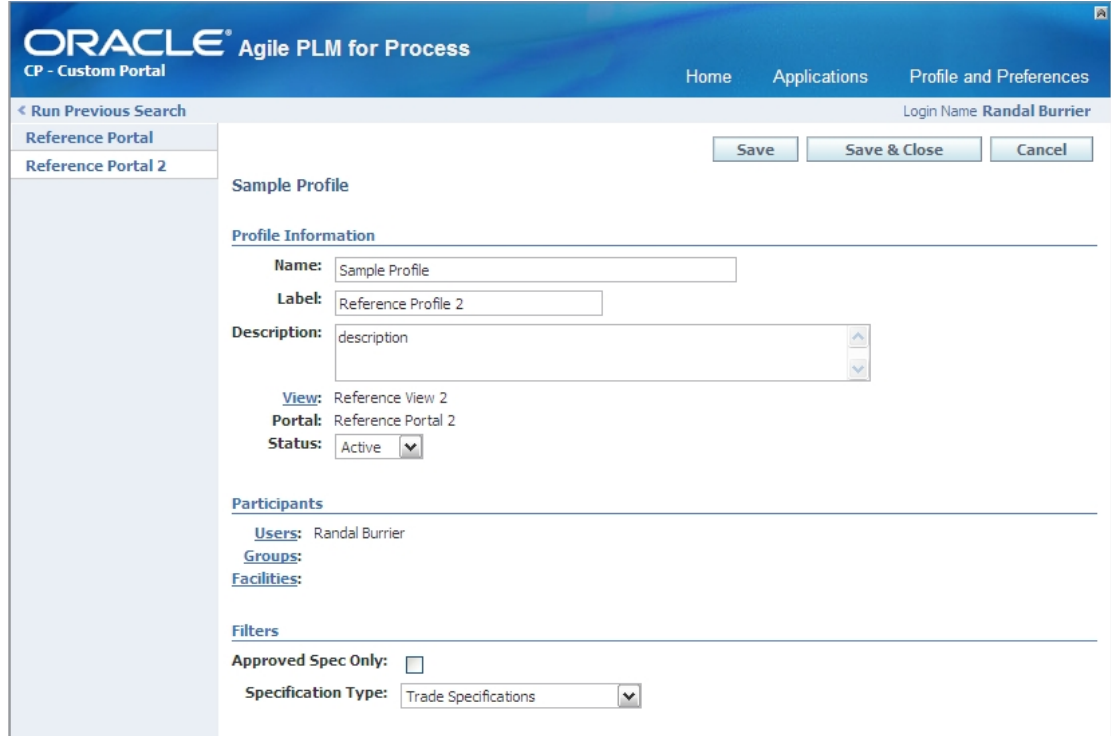 ORACLE® Agile PLM for Process
CP - Custom Portal
Home Applications Profile and Preferences
« Run Previous Search
Login Name Randal Burrier
Reference Portal
Reference Portal 2
Save Save & Close Cancel
Sample Profile
Profile Information
Name: Sample Profile
Label: Reference Profile 2
Description: description
View: Reference View 2
Portal: Reference Portal 2
Status: Active
Participants
Users: Randal Burrier
Groups:
Facilities:
Filters
Approved Spec Only:
Specification Type: Trade Specifications